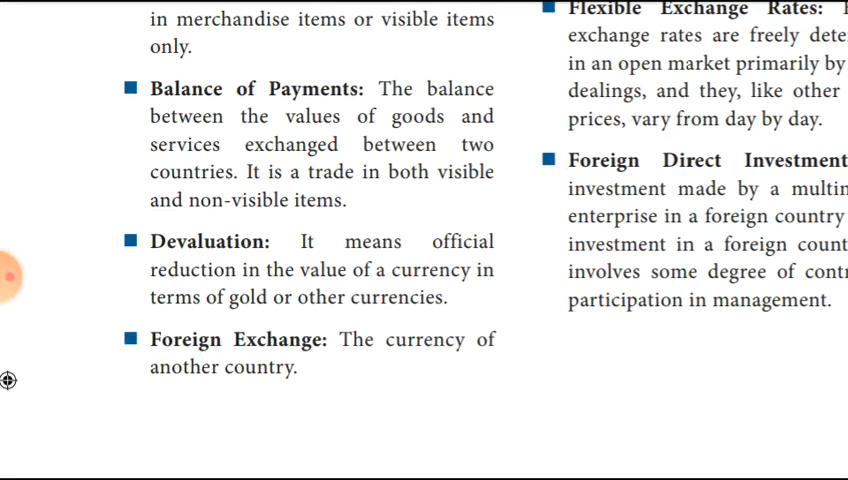 in merchandise items or visible items
only.
Balance of Payments: The balance
between the values of goods and
services exchanged between two
countries. It is a trade in both visible
and non-visible items.
Devaluation: It means official
reduction in the value of a currency in
terms of gold or other currencies.
Foreign Exchange: The currency of
another country.
Flexible Exchange Rates:
exchange rates are freely
in an open market primarily by
dealings, and they, like other
prices, vary from day by day.
Foreign Direct Investment
investment made by a
enterprise in a foreign country
investment in a foreign
involves some degree of
participation in management.